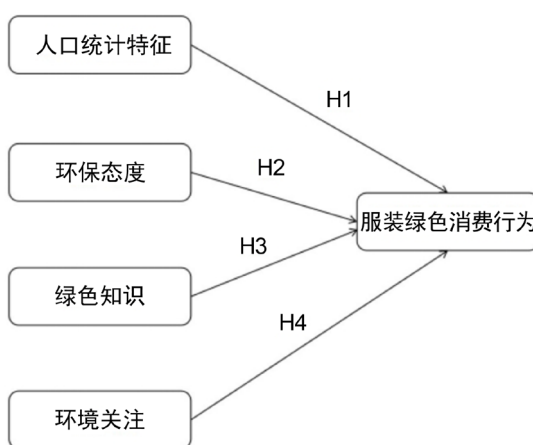 人口统计特征
H1
环保态度
H2
服装绿色消费行为
H3
绿色知识
H4
环境关注